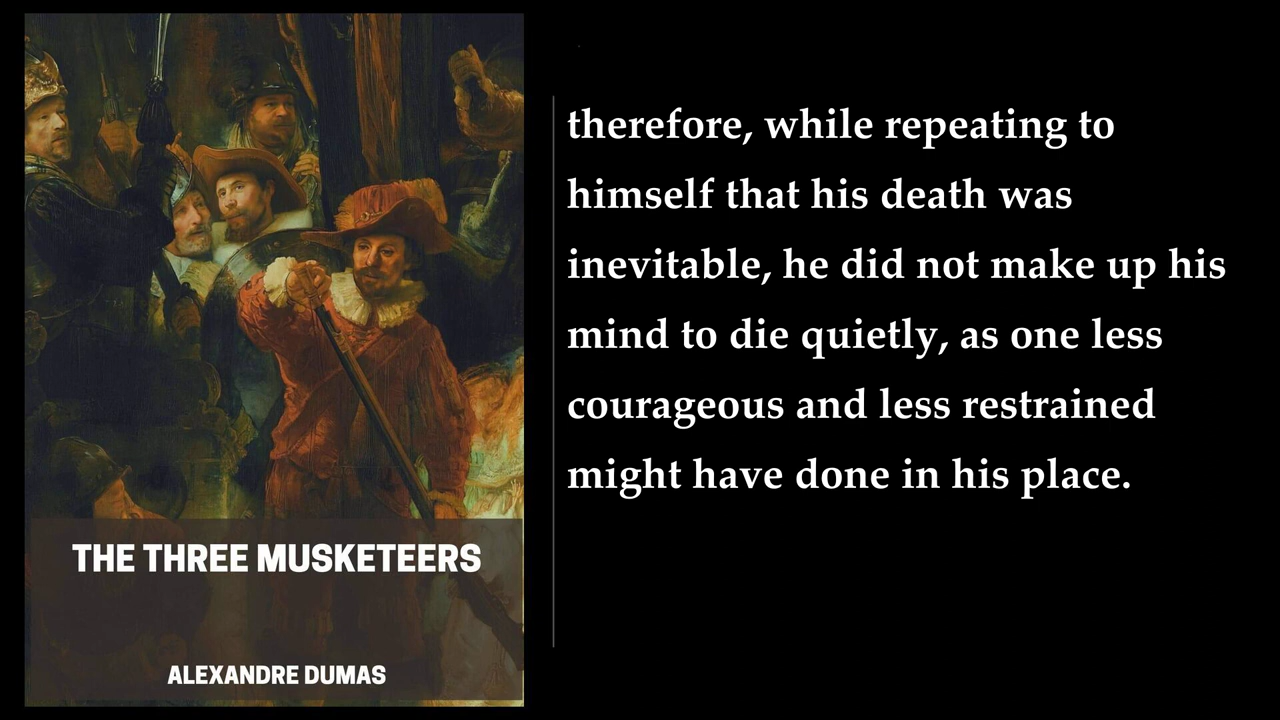 therefore, while repeating to
himself that his death was
inevitable, he did not make up his
mind to die quietly, as one less
courageous and less restrained
might have done in his place.
THE THREE MUSKETEERS
ALEXANDRE DUMAS